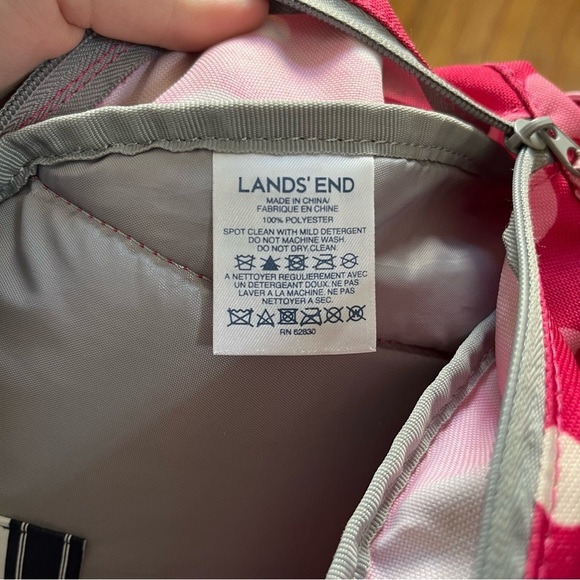 LANDS' END
MADE IN CHINA/
FABRIQUE EN CHINE
100% POLYESTER
SPOT CLEAN WITH MILD DETERGENT
DO NOT MACHINE WASH.
DO NOT DRY CLEAN.
A NETTOYER REGULIEREMENT AVEC
UN DETERGEANT DOUX. NE PAS
LAVER A LA MACHINE. NE PAS
NETTOYER A SEC.
RN 62830